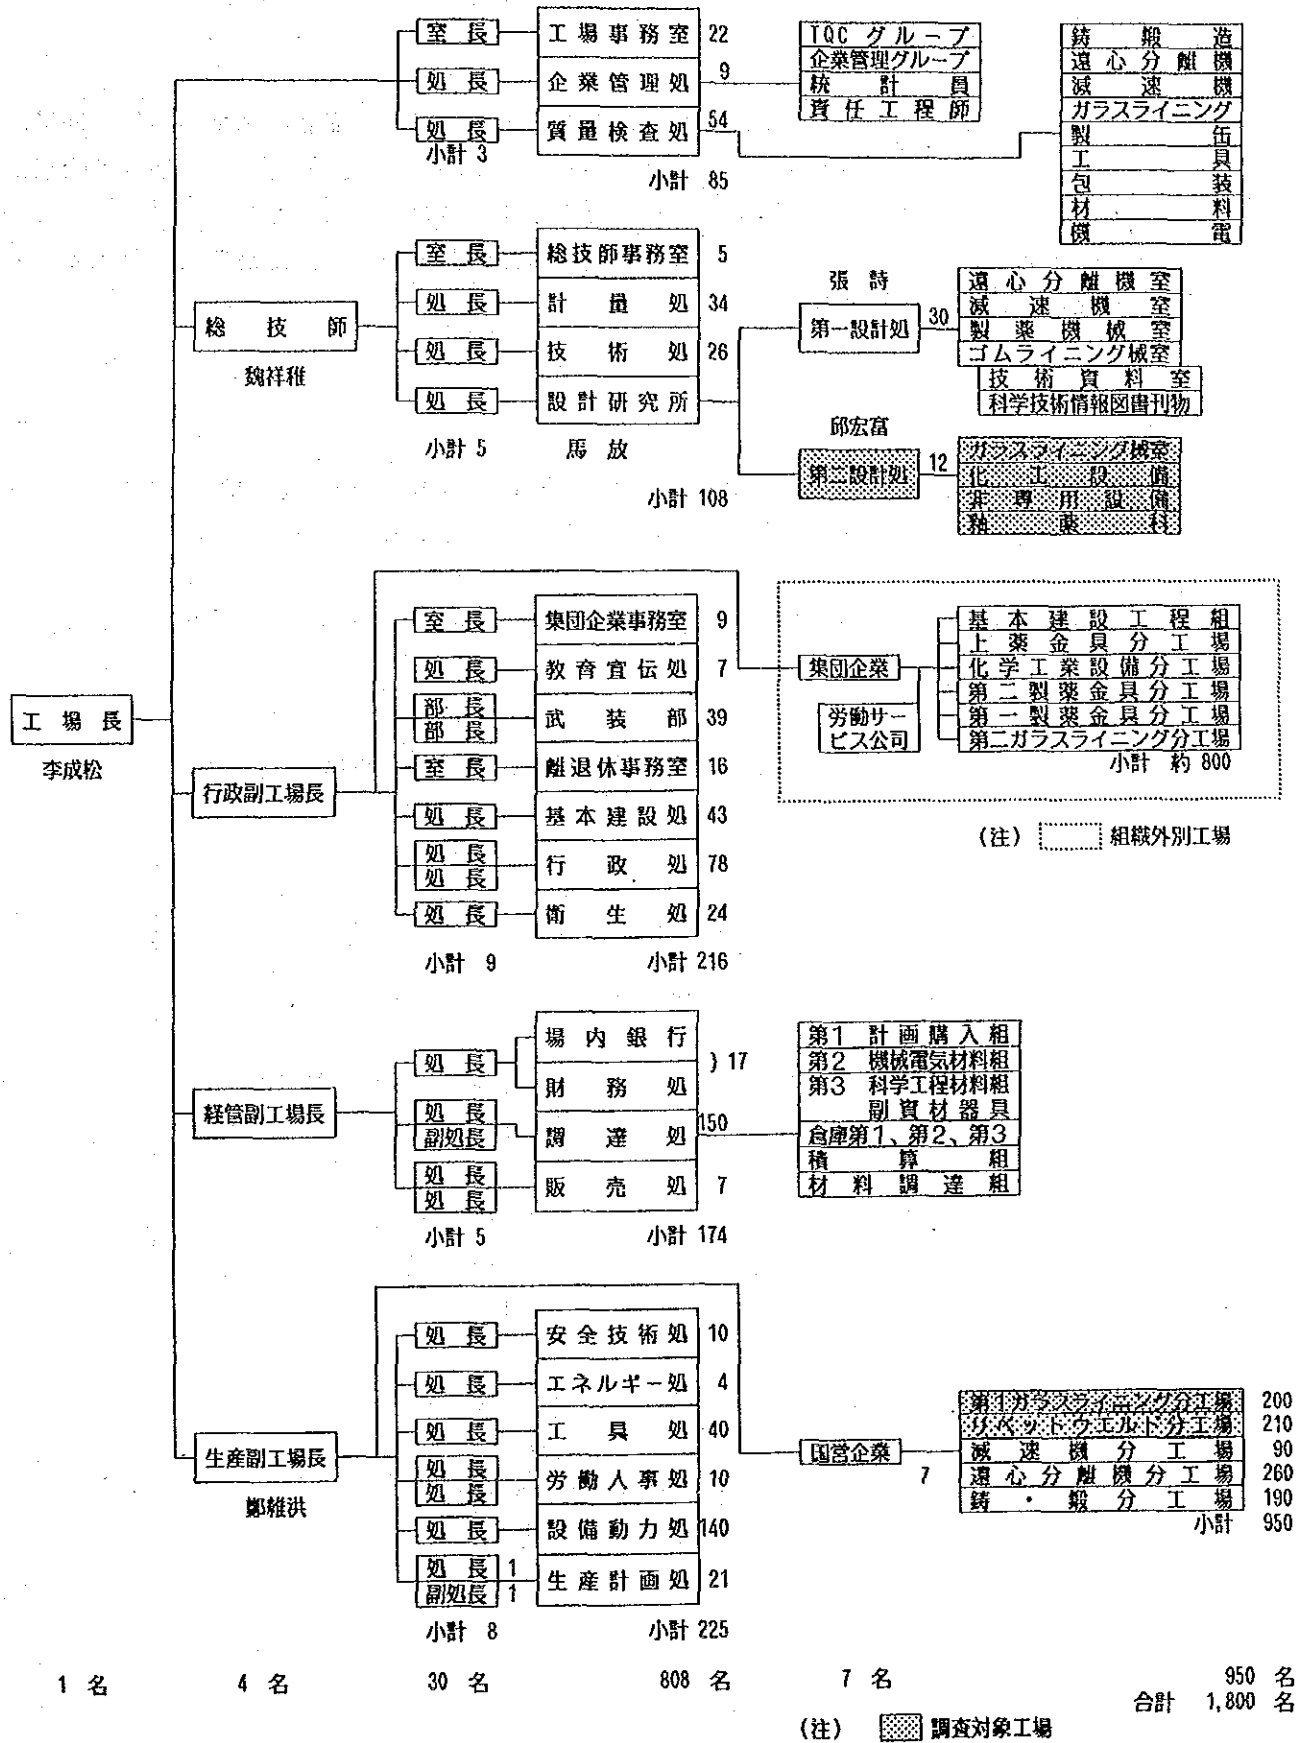 室長 工場事務室 22
処長 企業管理処 9
処長 質量検査処 54
小計 3
小計 85
TQCグループ
企業管理グループ
統計員
責任工程師
鋳鍛造
遠心分離機
減速機
ガラスライニング
製缶
工具
包装
材料
機電
総技師
魏祥稚
室長 総技師事務室 5
処長 計量処 34
処長 技術処 26
処長 設計研究所
小計 5 馬放
小計 108
張詩
第一設計処 30
遠心分離機室
減速機室
製薬機械室
ゴムライニング械室
技術資料室
科学技術情報図書刊物
邱宏富
第二設計処 12
ガラスライニング械室
化工設備
非専用設備
釉薬科
工場長
李成松
行政副工場長
室長 集団企業事務室 9
処長 教育宣伝処 7
部長
部長
武装部 39
室長 離退休事務室 16
処長 基本建設処 43
処長
処長
行政処 78
処長 衛生処 24
小計 9 小計 216
集団企業
労働サー
ビス公司
基本建設工程組
上薬金具分工場
化学工業設備分工場
第二製薬金具分工場
第一製薬金具分工場
第二ガラスライニング分工場
小計 約800
(注) 組織外別工場
経管副工場長
処長
場内銀行
財務処
} 17
処長
副処長
調達処 150
処長
処長
販売処 7
小計 5 小計 174
第1 計画購入組
第2 機械電気材料組
第3 科学工程材料組
副資材器具
倉庫第1、第2、第3
積算組
材料調達組
生産副工場長
鄭雑洪
処長 安全技術処 10
処長 エネルギー処 4
処長 工具処 40
処長
処長
労働人事処 10
処長 設備動力処 140
処長 1
副処長 1
生産計画処 21
小計 8 小計 225
国営企業 7
第1ガラスライニング分工場 200
リベットウエルド分工場 210
減速機分工場 90
遠心分離機分工場 260
鋳・鍛分工場 190
小計 950
1名 4名 30名 808名 7名 950名
合計 1,800名
(注) 調査対象工場